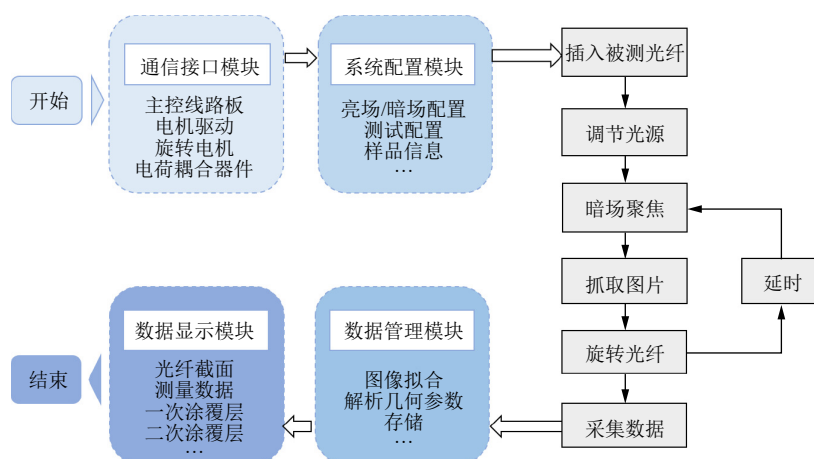 开始
通信接口模块
主控线路板
电机驱动
旋转电机
电荷耦合器件
系统配置模块
亮场/暗场配置
测试配置
样品信息
…
插入被测光纤
调节光源
暗场聚焦
抓取图片
延时
旋转光纤
采集数据
数据管理模块
图像拟合
解析几何参数
存储
…
数据显示模块
光纤截面
测量数据
一次涂覆层
二次涂覆层
…
结束